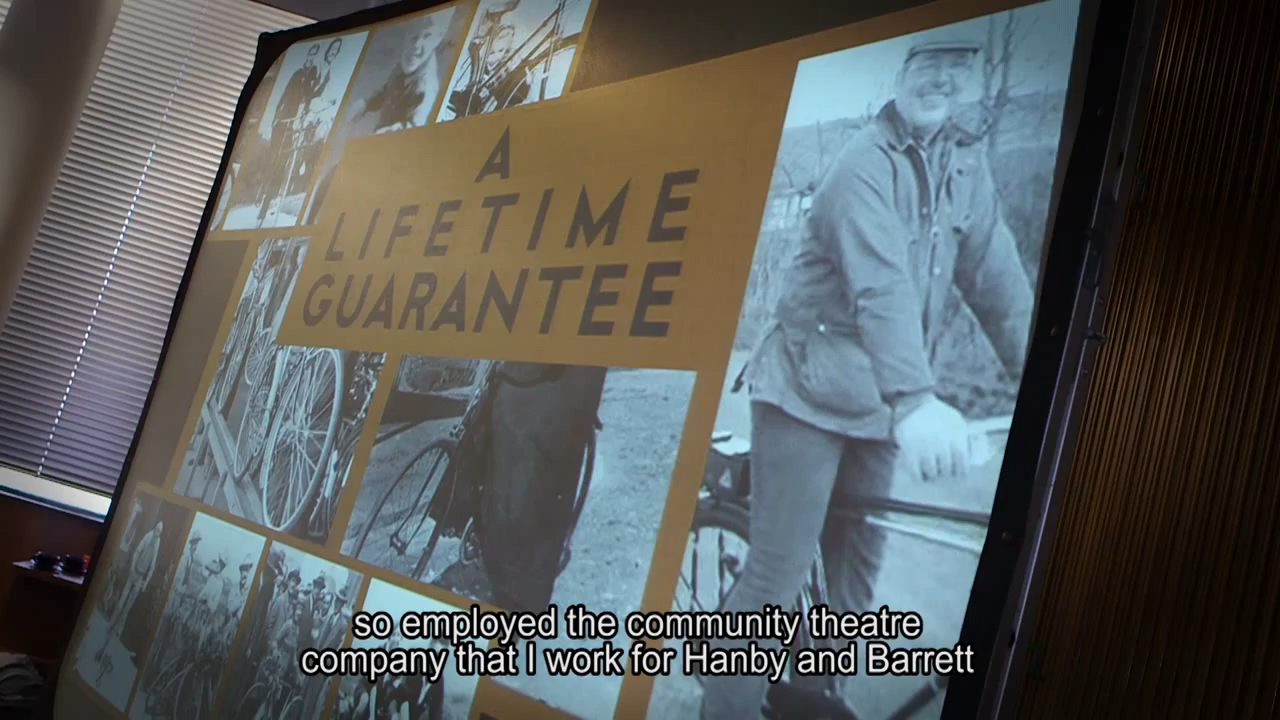 A
LIFETIME
GUARANTEE
so employed the community theatre
company that I work for Hanby and Barrett